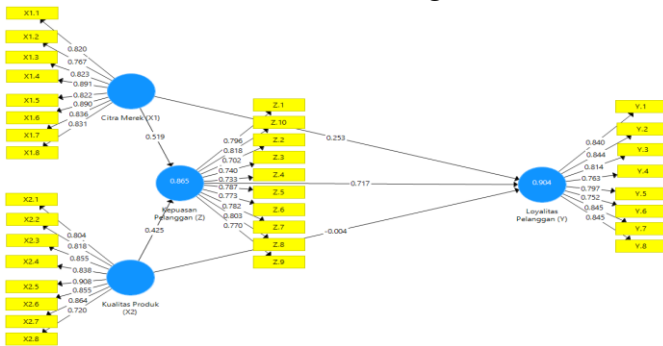 X1.1
X1.2
X1.3
X1.4
X1.5
X1.6
X1.7
X1.8
0.820
0.767
0.823
0.891
0.822
0.890
0.836
0.831
Citra Merek (X1)
0.519
0.253
X2.1
X2.2
X2.3
X2.4
X2.5
X2.6
X2.7
X2.8
0.804
0.818
0.855
0.838
0.908
0.855
0.864
0.720
Kualitas Produk
(X2)
0.425
-0.004
0.865
Kepuasan
Pelanggan (Z)
0.717
0.796
0.818
0.702
0.740
0.733
0.787
0.773
0.782
0.803
0.770
Z.1
Z.10
Z.2
Z.3
Z.4
Z.5
Z.6
Z.7
Z.8
Z.9
0.904
Loyalitas
Pelanggan (Y)
0.840
0.844
0.814
0.763
0.797
0.752
0.845
0.845
Y.1
Y.2
Y.3
Y.4
Y.5
Y.6
Y.7
Y.8